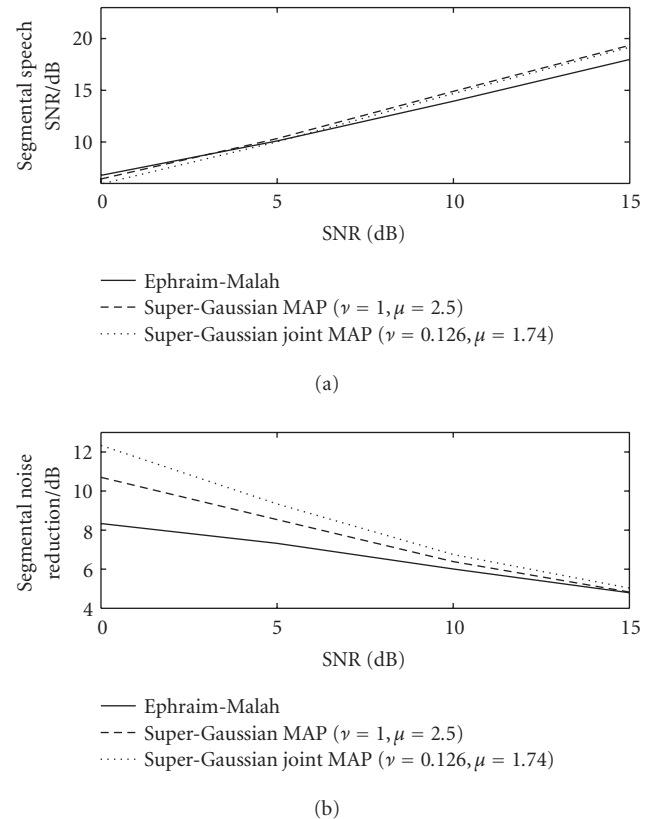 Segmental speech
SNR/dB
20
15
10
0
5
10
15
SNR (dB)
Ephraim-Malah
Super-Gaussian MAP (ν = 1, μ = 2.5)
Super-Gaussian joint MAP (ν = 0.126, μ = 1.74)
(a)
Segmental noise
reduction/dB
12
10
8
6
4
0
5
10
15
SNR (dB)
Ephraim-Malah
Super-Gaussian MAP (ν = 1, μ = 2.5)
Super-Gaussian joint MAP (ν = 0.126, μ = 1.74)
(b)